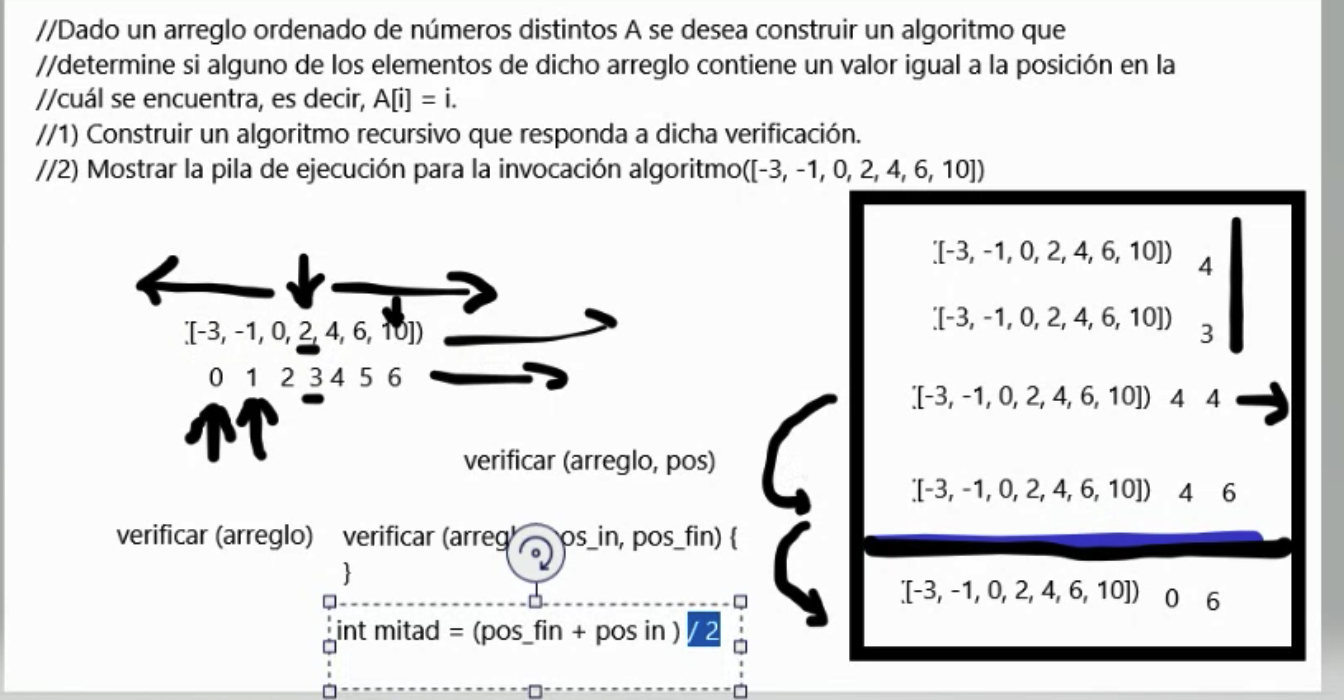 //Dado un arreglo ordenado de números distintos A se desea construir un algoritmo que
//determine si alguno de los elementos de dicho arreglo contiene un valor igual a la posición en la
//cuál se encuentra, es decir, A[i] = i.
//1) Construir un algoritmo recursivo que responda a dicha verificación.
//2) Mostrar la pila de ejecución para la invocación algoritmo([-3, -1, 0, 2, 4, 6, 10])
[-3, -1, 0, 2, 4, 6, 10])
0 1 2 3 4 5 6
verificar (arreglo, pos)
verificar (arreglo)
verificar pos_fin) {
}
int mitad = (pos_fin + pos in ) / 2
[-3, -1, 0, 2, 4, 6, 10]) 4
[-3, -1, 0, 2, 4, 6, 10]) 3
[-3, -1, 0, 2, 4, 6, 10]) 4 4
[-3, -1, 0, 2, 4, 6, 10]) 4 6
[-3, -1, 0, 2, 4, 6, 10]) 0 6